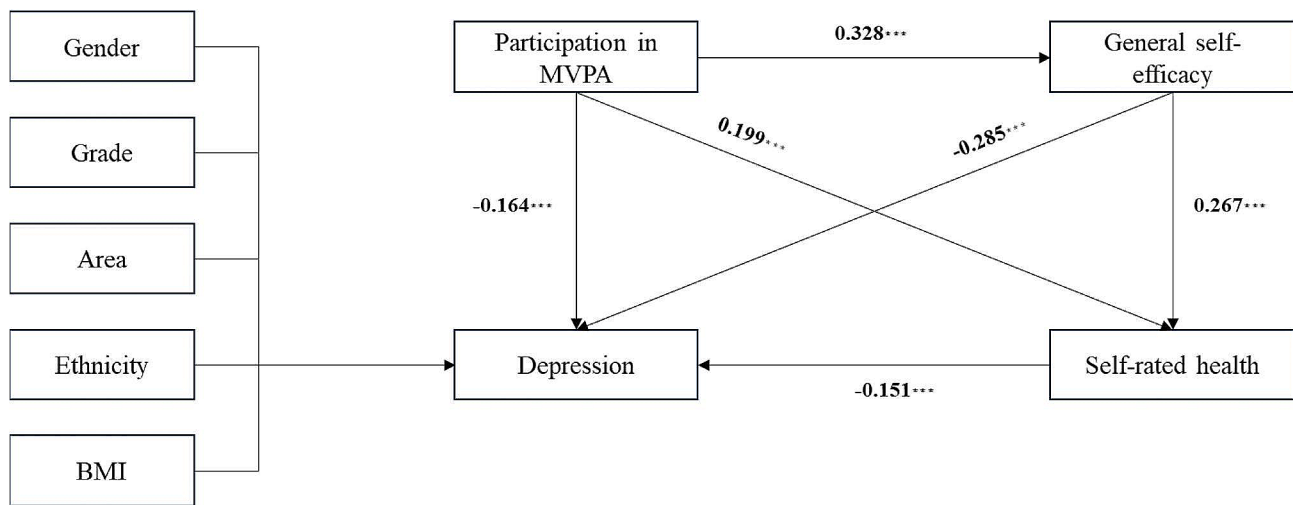 Gender
Grade
Area
Ethnicity
BMI
Participation in
MVPA
0.328***
General self-
efficacy
0.199***
-0.285***
-0.164***
0.267***
Depression
-0.151***
Self-rated health